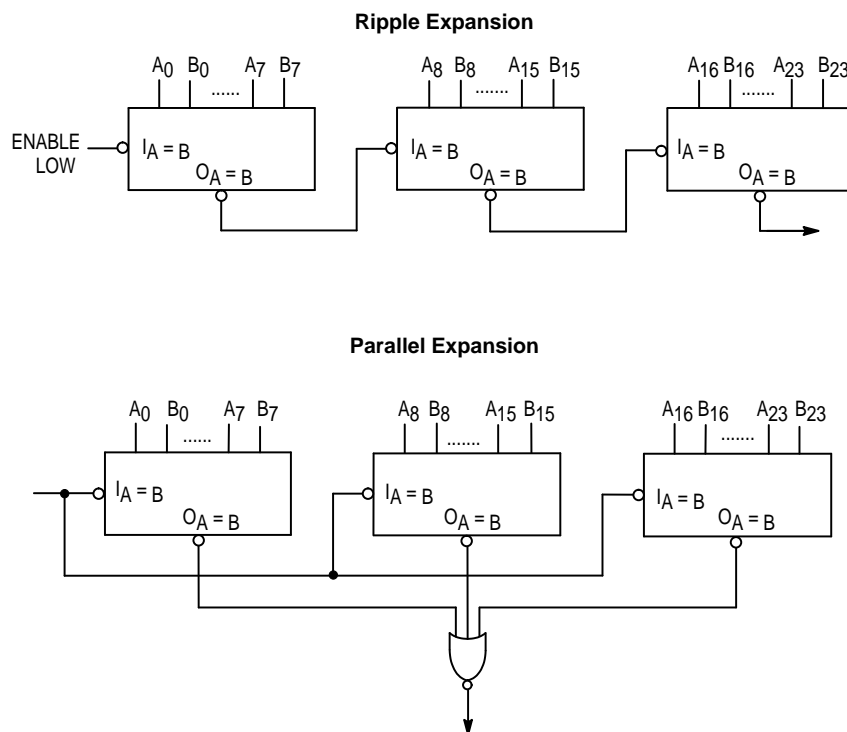 Ripple Expansion
A0 B0 ...... A7 B7
A8 B8 ........ A15 B15
A16 B16 ........ A23 B23
ENABLE
LOW
IA = B
OA = B
IA = B
OA = B
IA = B
OA = B
Parallel Expansion
A0 B0 ...... A7 B7
A8 B8 ........ A15 B15
A16 B16 ........ A23 B23
IA = B
OA = B
IA = B
OA = B
IA = B
OA = B